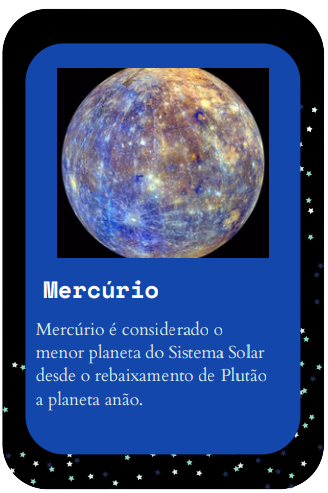 Mercúrio
Mercúrio é considerado o
menor planeta do Sistema Solar
desde o rebaixamento de Plutão
a planeta anão.